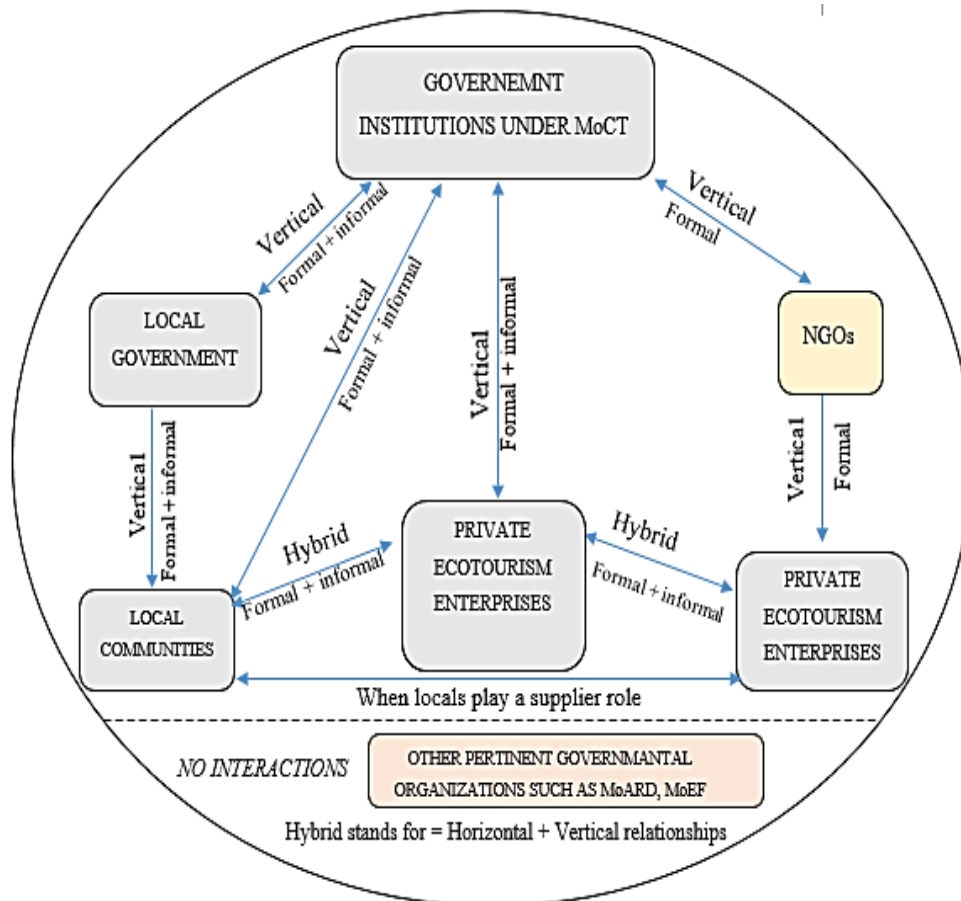 GOVERNEMNT
INSTITUTIONS UNDER MoCT
Vertical
Formal + informal
Vertical
Formal + informal
Vertical
Formal + informal
Vertical
Formal
LOCAL
GOVERNMENT
NGOs
Vertical
Formal + informal
Vertical
Formal
Hybrid
Formal + informal
PRIVATE
ECOTOURISM
ENTERPRISES
Hybrid
Formal + informal
PRIVATE
ECOTOURISM
ENTERPRISES
LOCAL
COMMUNITIES
When locals play a supplier role
NO INTERACTIONS
OTHER PERTINENT GOVERNMANTAL
ORGANIZATIONS SUCH AS MoARD, MoEF
Hybrid stands for = Horizontal + Vertical relationships